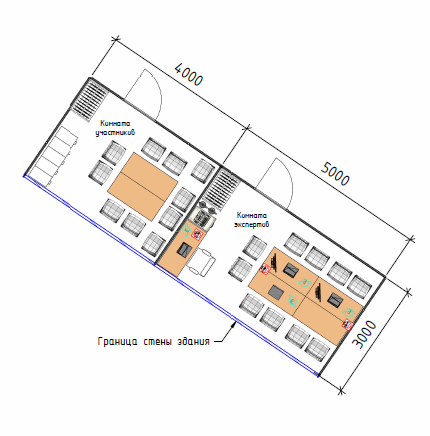 4000
Комната
участников
5000
Комната
экспертов
3000
Граница стены здания